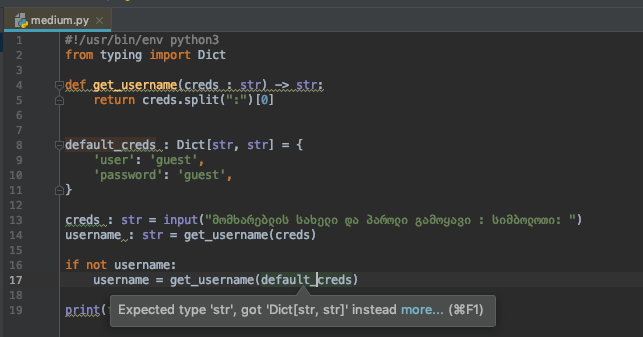 medium.py
1 #!/usr/bin/env python3
2 from typing import Dict
3
4 def get_username(creds : str) -> str:
5     return creds.split(":")[0]
6
7
8 default_creds : Dict[str, str] = {
9     'user': 'guest',
10     'password': 'guest',
11 }
12
13 creds : str = input("მომხარებლის სახელი და პაროლი გამოყავი : სიმბოლოთი: ")
14 username : str = get_username(creds)
15
16 if not username:
17     username = get_username(default_creds)
18 Expected type 'str', got 'Dict[str, str]' instead more... (⌘F1)
19 print(